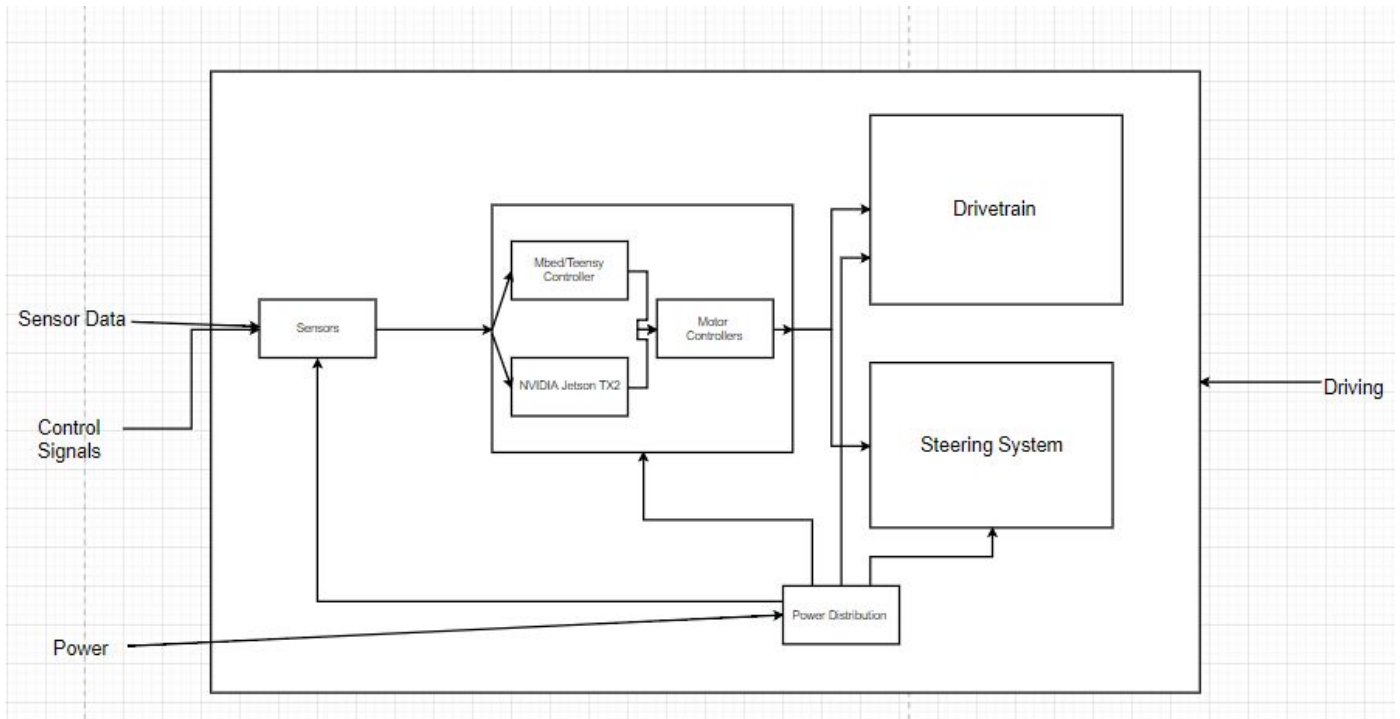 Sensor Data
Control
Signals
Power
Sensors
Mbed/Teensy
Controller
NVIDIA Jetson TX2
Motor
Controllers
Drivetrain
Steering System
Power Distribution
Driving